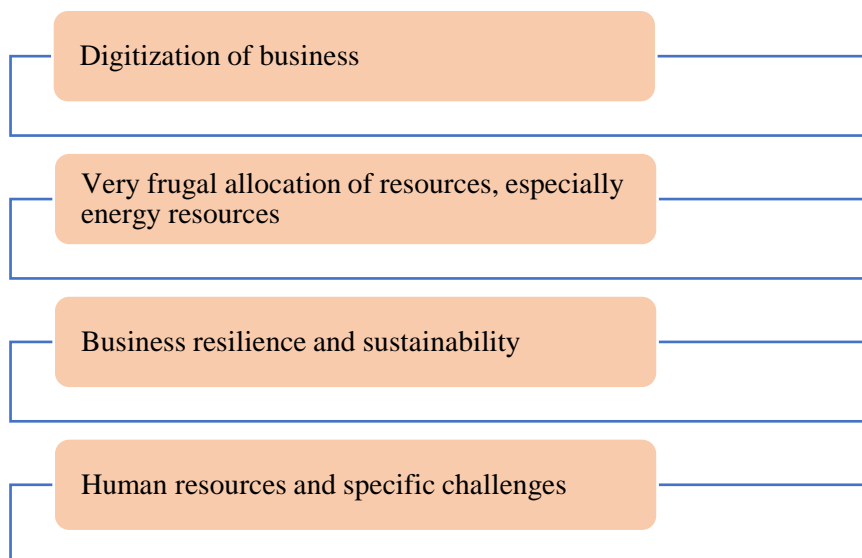 Digitization of business
Very frugal allocation of resources, especially
energy resources
Business resilience and sustainability
Human resources and specific challenges